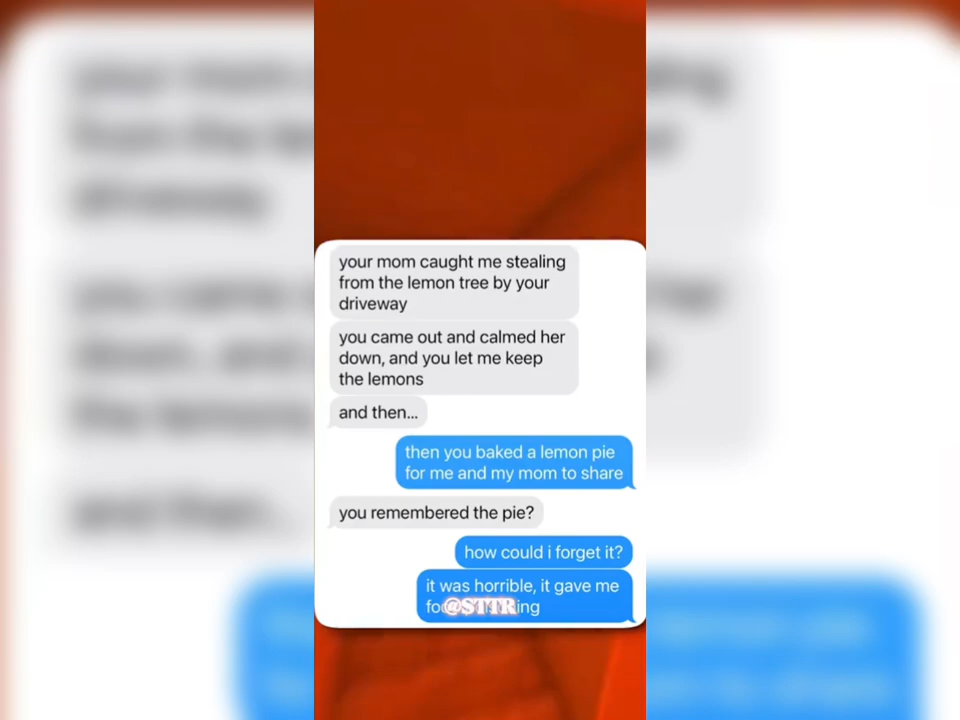 your mom caught me stealing
from the lemon tree by your
driveway
you came out and calmed her
down, and you let me keep
the lemons
and then...
then you baked a lemon pie
for me and my mom to share
you remembered the pie?
how could i forget it?
it was horrible, it gave me
@STTR